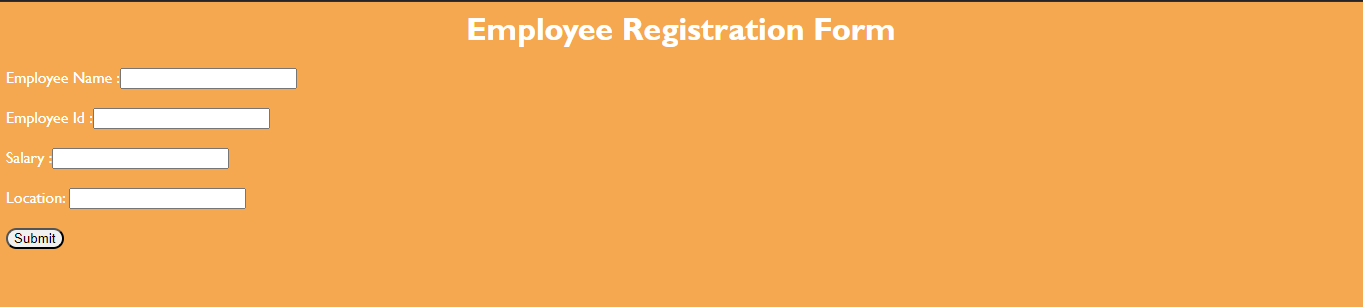 Employee Registration Form
Employee Name :
Employee Id :
Salary :
Location:
Submit